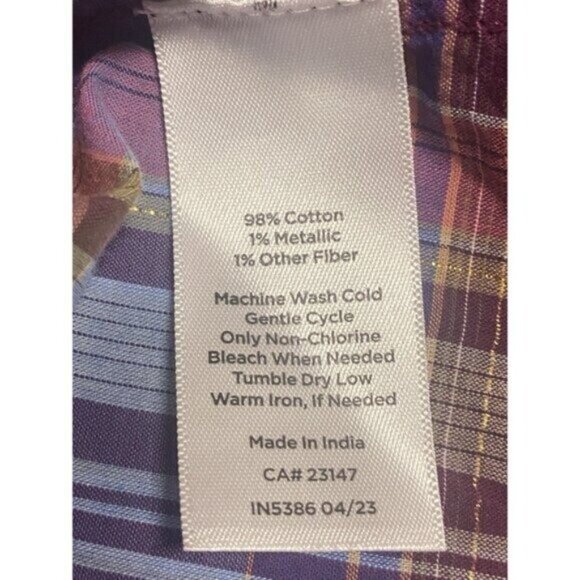 98% Cotton
1% Metallic
1% Other Fiber
Machine Wash Cold
Gentle Cycle
Only Non-Chlorine
Bleach When Needed
Tumble Dry Low
Warm Iron, If Needed
Made In India
CA# 23147
IN5386 04/23